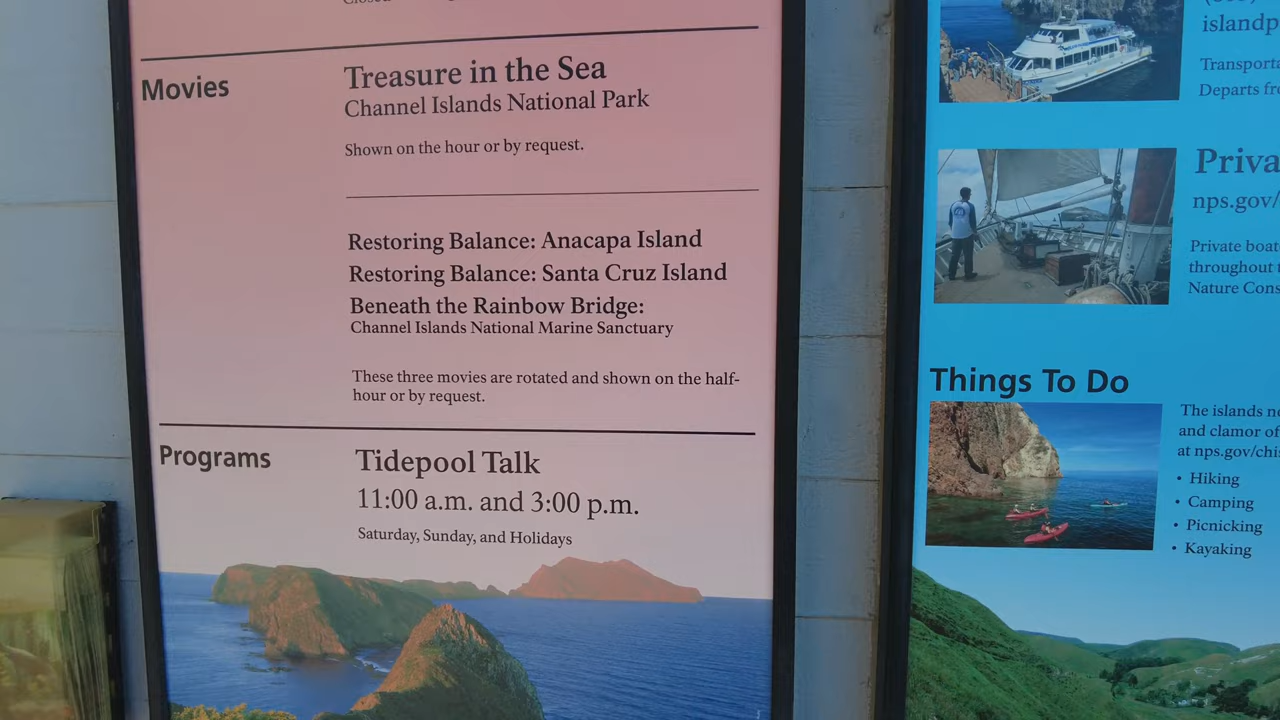 Movies
Treasure in the Sea
Channel Islands National Park
Shown on the hour or by request.
Restoring Balance: Anacapa Island
Restoring Balance: Santa Cruz Island
Beneath the Rainbow Bridge:
Channel Islands National Marine Sanctuary
These three movies are rotated and shown on the half-
hour or by request.
Programs
Tidepool Talk
11:00 a.m. and 3:00 p.m.
Saturday, Sunday, and Holidays
islandp
Transporta
Departs fro
Priva
nps.gov/
Private boat
throughout t
Nature Cons
Things To Do
The islands
and clamor of
at nps.gov/chis
• Hiking
• Camping
• Picnicking
• Kayaking